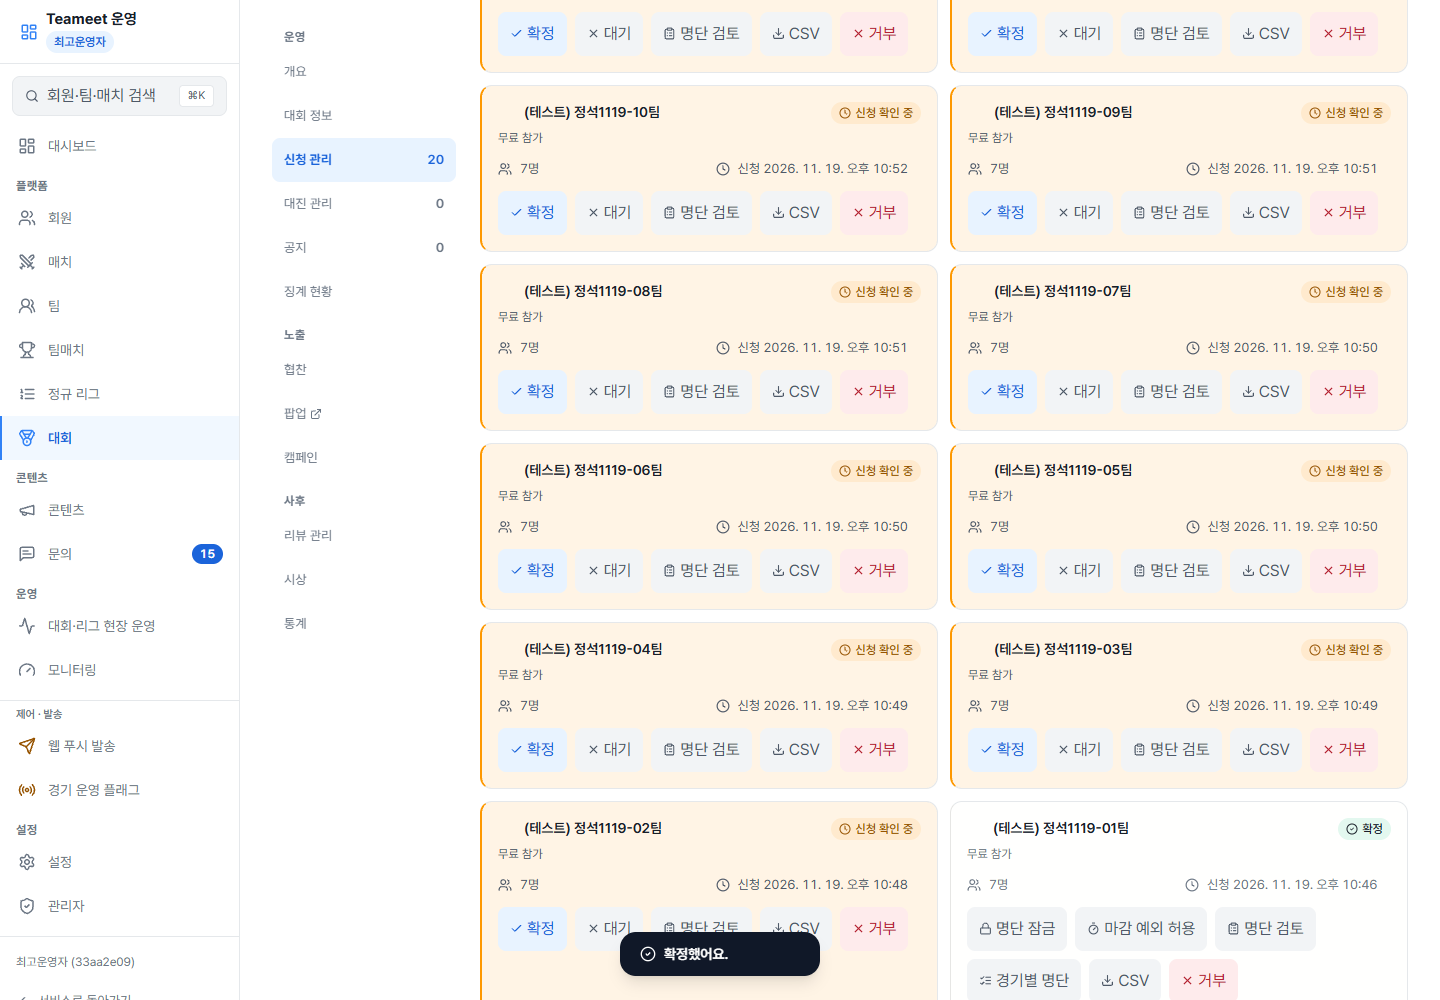 Teameet 운영
최고운영자
회원·팀·매치 검색 ⌘K
대시보드
플랫폼
회원
매치
팀
팀매치
정규 리그
대회
콘텐츠
콘텐츠
문의 15
운영
대회·리그 현장 운영
모니터링
제어 · 발송
웹 푸시 발송
경기 운영 플래그
설정
설정
관리자
최고운영자 (33aa2e09)
서비스로 돌아가기
운영
개요
대회 정보
신청 관리 20
대진 관리 0
공지 0
징계 현황
노출
협찬
팝업
캠페인
사후
리뷰 관리
시상
통계
확정 대기 명단 검토 CSV 거부
확정 대기 명단 검토 CSV 거부
(테스트) 정석1119-10팀 신청 확인 중
무료 참가
7명 신청 2026. 11. 19. 오후 10:52
확정 대기 명단 검토 CSV 거부
(테스트) 정석1119-09팀 신청 확인 중
무료 참가
7명 신청 2026. 11. 19. 오후 10:51
확정 대기 명단 검토 CSV 거부
(테스트) 정석1119-08팀 신청 확인 중
무료 참가
7명 신청 2026. 11. 19. 오후 10:51
확정 대기 명단 검토 CSV 거부
(테스트) 정석1119-07팀 신청 확인 중
무료 참가
7명 신청 2026. 11. 19. 오후 10:50
확정 대기 명단 검토 CSV 거부
(테스트) 정석1119-06팀 신청 확인 중
무료 참가
7명 신청 2026. 11. 19. 오후 10:50
확정 대기 명단 검토 CSV 거부
(테스트) 정석1119-05팀 신청 확인 중
무료 참가
7명 신청 2026. 11. 19. 오후 10:50
확정 대기 명단 검토 CSV 거부
(테스트) 정석1119-04팀 신청 확인 중
무료 참가
7명 신청 2026. 11. 19. 오후 10:49
확정 대기 명단 검토 CSV 거부
(테스트) 정석1119-03팀 신청 확인 중
무료 참가
7명 신청 2026. 11. 19. 오후 10:49
확정 대기 명단 검토 CSV 거부
(테스트) 정석1119-02팀 신청 확인 중
무료 참가
7명 신청 2026. 11. 19. 오후 10:48
확정 대기 명단 검토 CSV 거부
(테스트) 정석1119-01팀 확정
무료 참가
7명 신청 2026. 11. 19. 오후 10:46
명단 잠금 마감 예외 허용 명단 검토
경기별 명단 CSV 거부
확정했어요.